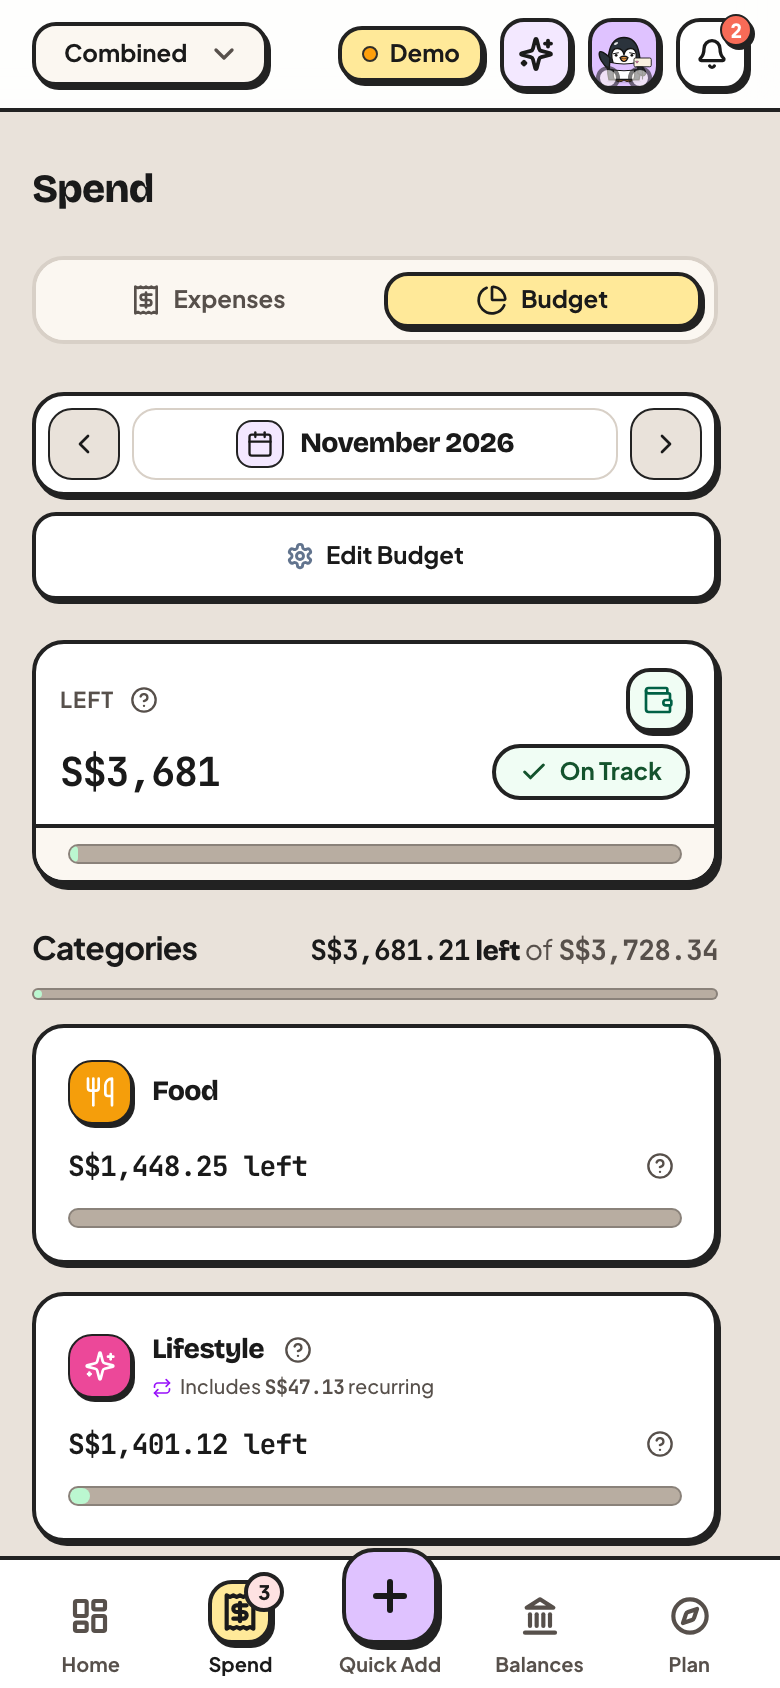 Combined
Demo
2
Spend
Expenses
Budget
November 2026
Edit Budget
LEFT
S$3,681
On Track
Categories
S$3,681.21 left of S$3,728.34
Food
S$1,448.25 left
Lifestyle
Includes S$47.13 recurring
S$1,401.12 left
3
Home
Spend
Quick Add
Balances
Plan